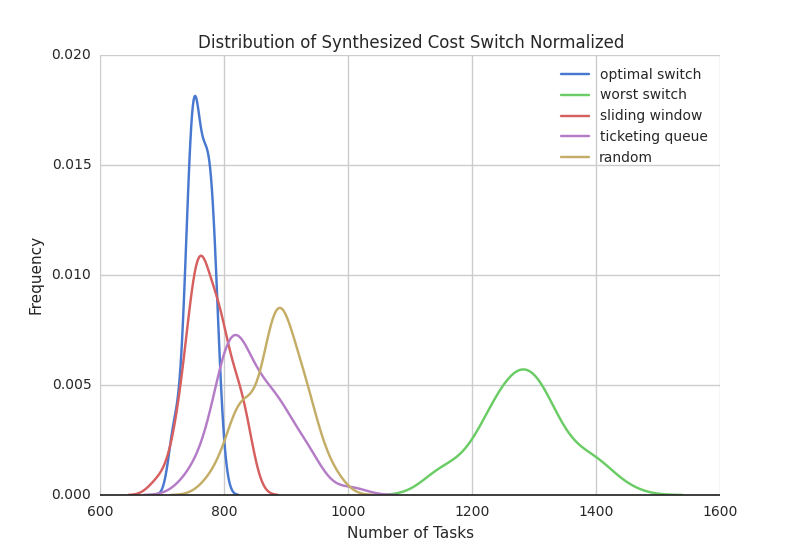 Distribution of Synthesized Cost Switch Normalized
0.020
0.015
0.010
0.005
0.000
Frequency
optimal switch
worst switch
sliding window
ticketing queue
random
600 800 1000 1200 1400 1600
Number of Tasks